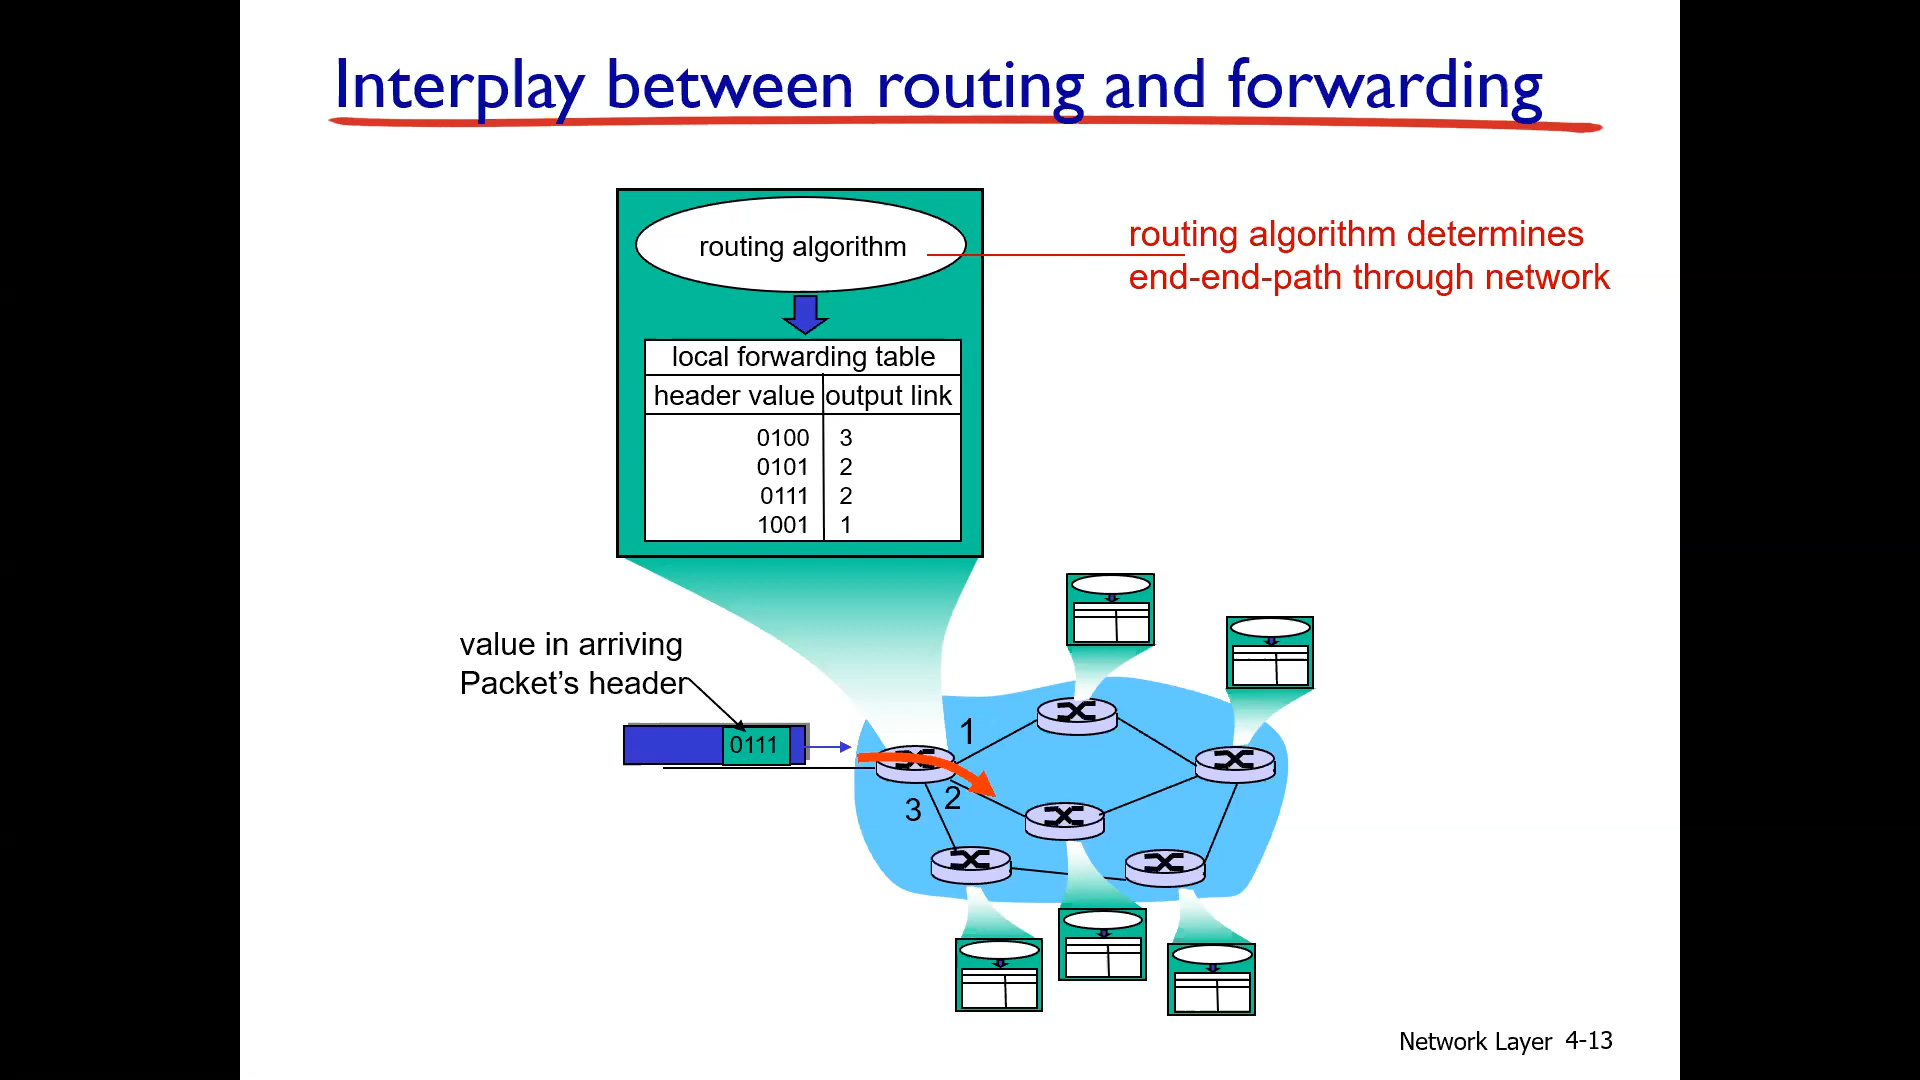 Interplay between routing and forwarding
routing algorithm
routing algorithm determines
end-end-path through network
local forwarding table
header value output link
0100 3
0101 2
0111 2
1001 1
value in arriving
Packet’s header
0111
1
2
3
Network Layer 4-13